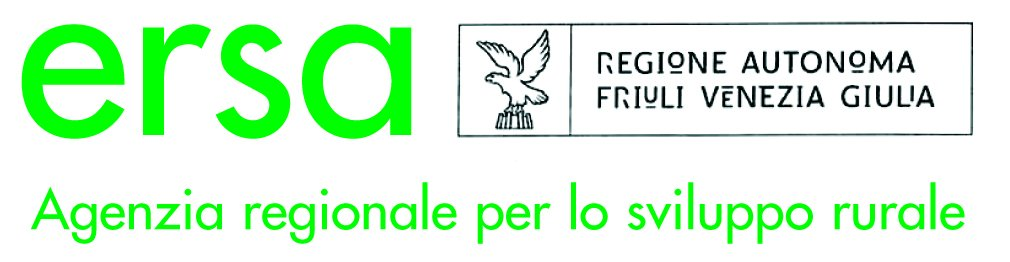 ersa
REGIONE AUTONOMA
FRIULI VENEZIA GIULIA
Agenzia regionale per lo sviluppo rurale